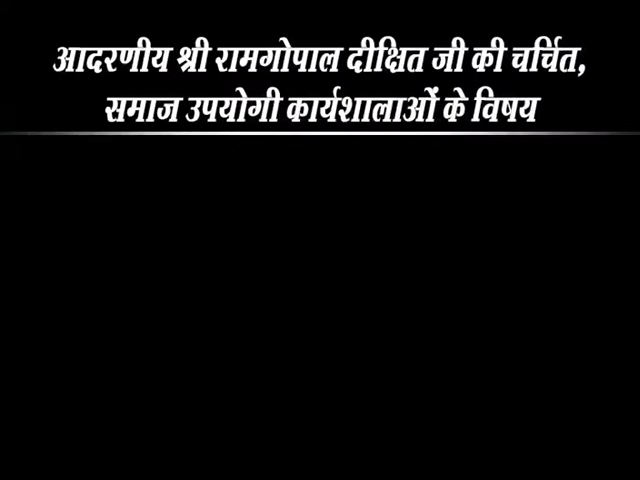 आदरणीय श्री रामगोपाल दीक्षित जी की चर्चित,
समाज उपयोगी कार्यशालाओं के विषय